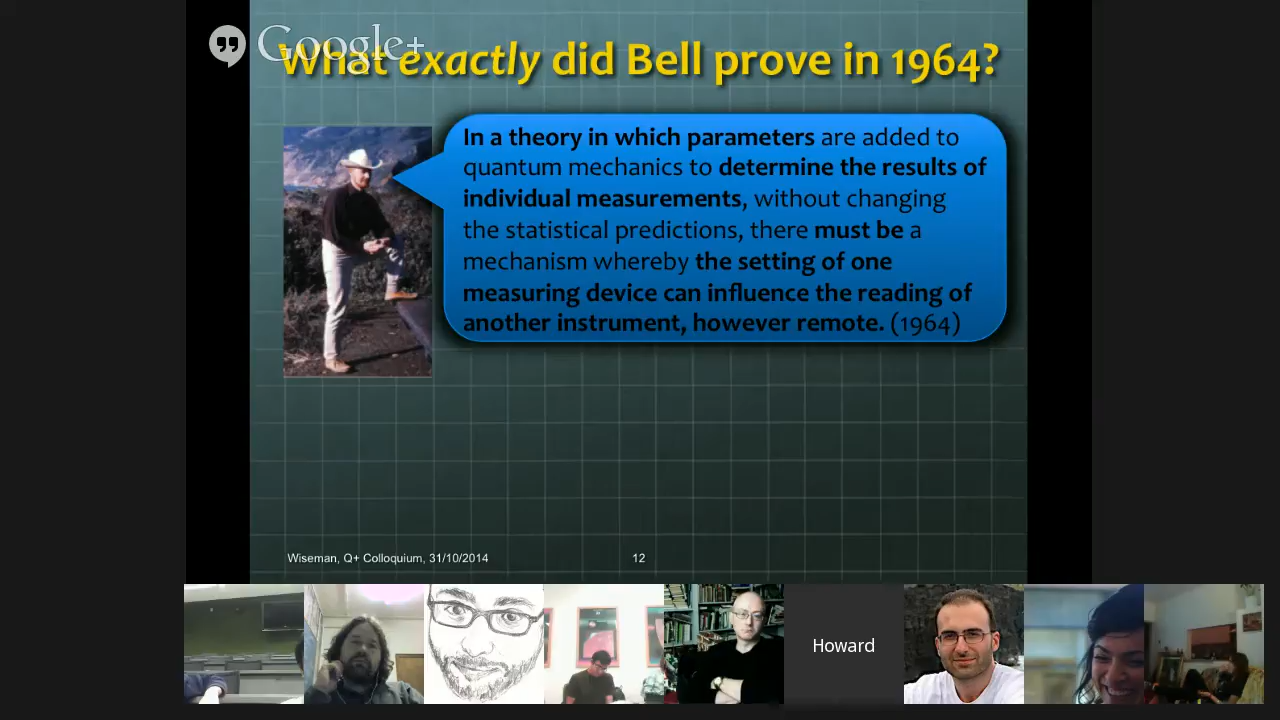 Google+
What exactly did Bell prove in 1964?
In a theory in which parameters are added to
quantum mechanics to determine the results of
individual measurements, without changing
the statistical predictions, there must be a
mechanism whereby the setting of one
measuring device can influence the reading of
another instrument, however remote. (1964)
Wiseman, Q+ Colloquium, 31/10/2014
12
Howard